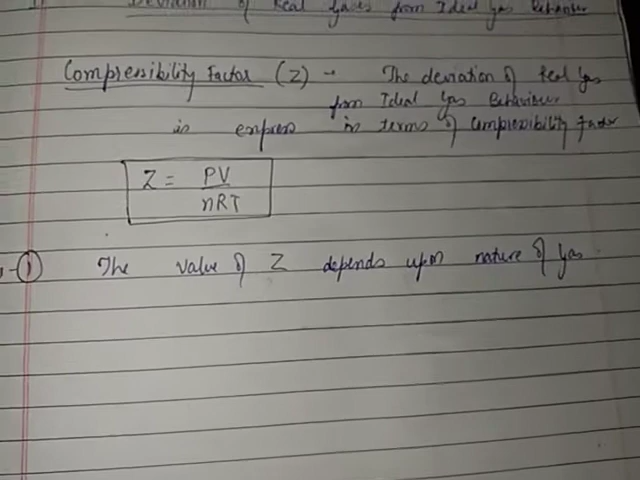 Deviation of Real Gases from Ideal gas Behaviour
Compressibility Factor (Z) - The deviation of Real Gas
from Ideal Gas Behaviour
is express in terms of compressibility Factor
Z = PV
nRT
① The value of Z depends upon nature of gas